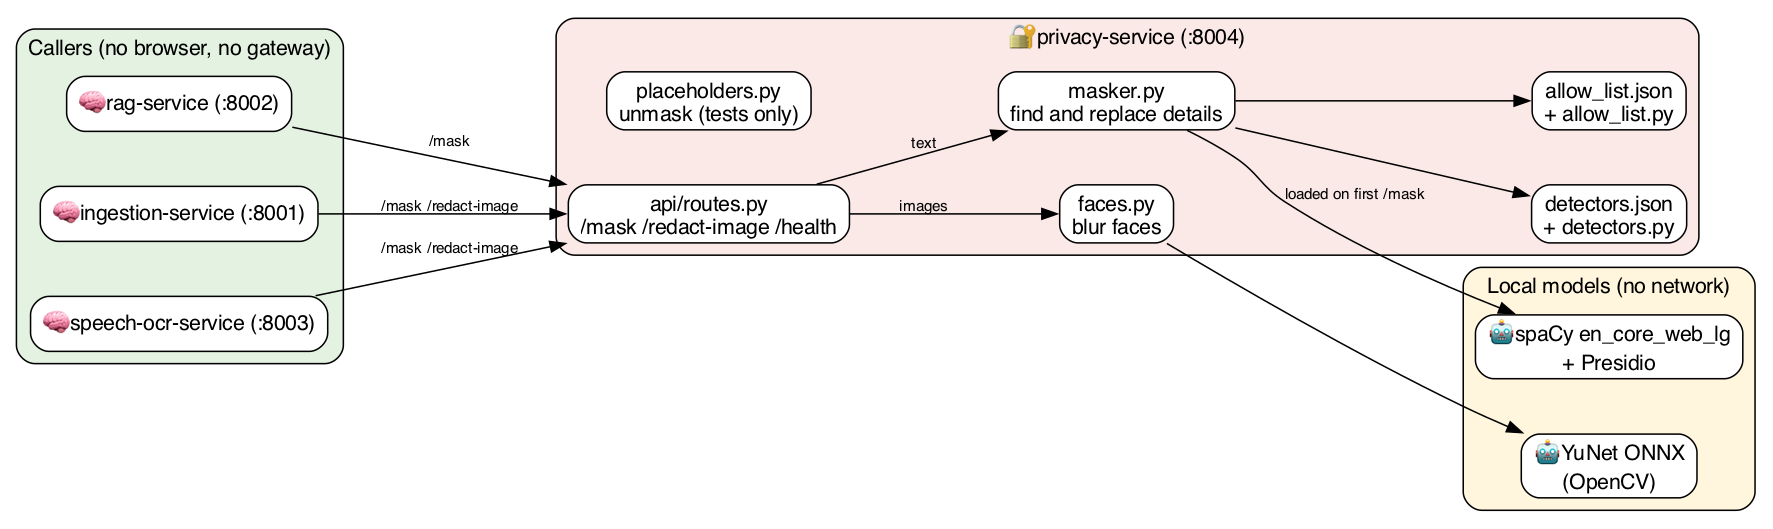 Callers (no browser, no gateway)
rag-service (:8002)
ingestion-service (:8001)
speech-ocr-service (:8003)
/mask
/mask /redact-image
/mask /redact-image
privacy-service (:8004)
placeholders.py
unmask (tests only)
api/routes.py
/mask /redact-image /health
text
images
masker.py
find and replace details
faces.py
blur faces
allow_list.json
+ allow_list.py
detectors.json
+ detectors.py
loaded on first /mask
Local models (no network)
spaCy en_core_web_lg
+ Presidio
YuNet ONNX
(OpenCV)